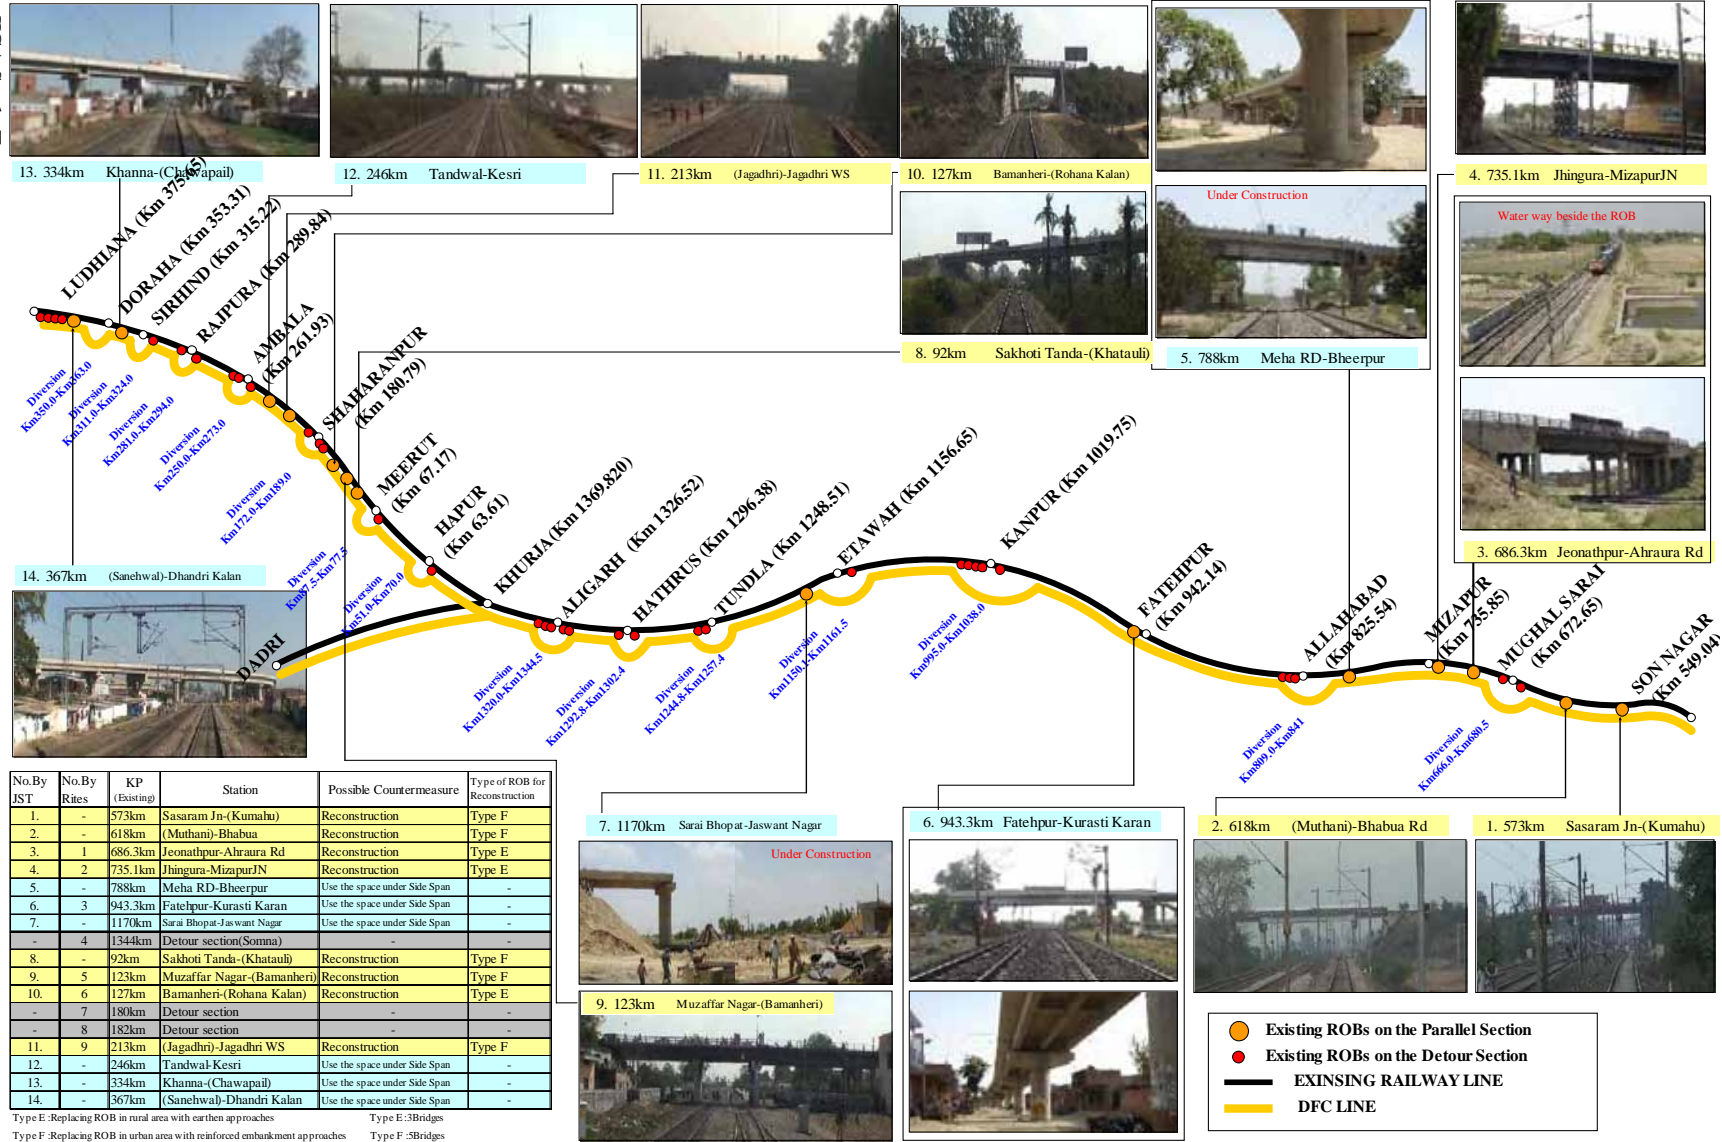 13. 334km Khanna-(Chawapail)
12. 246km Tandwal-Kesri
11. 213km (Jagadhri)-Jagadhri WS
10. 127km Bamanheri-(Rohana Kalan)
4. 735.1km Jhingura-MizapurJN
Under Construction
Water way beside the ROB
8. 92km Sakhoti Tanda-(Khatauli)
5. 788km Meha RD-Bheerpur
3. 686.3km Jeonathpur-Ahraura Rd
LUDHIANA (Km 375.65)
DORAHA (Km 353.31)
SIRHIND (Km 315.22)
RAJPURA (Km 289.84)
AMBALA
(Km 261.93)
SHAHARANPUR
(Km 180.79)
MEERUT
(Km 67.17)
HAPUR
(Km 63.61)
KHURJA (Km 1369.820)
ALIGARH (Km 1326.52)
HATHRUS (Km 1296.38)
TUNDLA (Km 1248.51)
ETAWAH (Km 1156.65)
KANPUR (Km 1019.75)
FATEHPUR
(Km 942.14)
ALLAHABAD
(Km 825.54)
MIZAPUR
(Km 735.85)
MUGHAL SARAI
(Km 672.65)
SON NAGAR
(Km 549.04)
DADRI
Diversion
Km350.0-Km363.0
Diversion
Km311.0-Km324.0
Diversion
Km281.0-Km294.0
Diversion
Km250.0-Km273.0
Diversion
Km172.0-Km189.0
Diversion
Km87.5-Km77.5
Diversion
Km51.0-Km70.0
Diversion
Km1320.0-Km1344.5
Diversion
Km1292.8-Km1302.4
Diversion
Km1244.8-Km1257.4
Diversion
Km1150.1-Km1161.5
Diversion
Km995.0-Km1038.0
Diversion
Km809.0-Km841
Diversion
Km666.0-Km680.5
14. 367km (Sanehwal)-Dhandri Kalan
7. 1170km Sarai Bhopat-Jaswant Nagar
Under Construction
6. 943.3km Fatehpur-Kurasti Karan
2. 618km (Muthani)-Bhabua Rd
1. 573km Sasaram Jn-(Kumahu)
9. 123km Muzaffar Nagar-(Bamanheri)
No.By JST No.By Rites KP (Existing) Station Possible Countermeasure Type of ROB for Reconstruction
1. - 573km Sasaram Jn-(Kumahu) Reconstruction Type F
2. - 618km (Muthani)-Bhabua Reconstruction Type F
3. 1 686.3km Jeonathpur-Ahraura Rd Reconstruction Type E
4. 2 735.1km Jhingura-MizapurJN Reconstruction Type E
5. - 788km Meha RD-Bheerpur Use the space under Side Span -
6. 3 943.3km Fatehpur-Kurasti Karan Use the space under Side Span -
7. - 1170km Sarai Bhopat-Jaswant Nagar Use the space under Side Span -
- 4 1344km Detour section(Somna) - -
8. - 92km Sakhoti Tanda-(Khatauli) Reconstruction Type F
9. 5 123km Muzaffar Nagar-(Bamanheri) Reconstruction Type F
10. 6 127km Bamanheri-(Rohana Kalan) Reconstruction Type E
- 7 180km Detour section - -
- 8 182km Detour section - -
11. 9 213km (Jagadhri)-Jagadhri WS Reconstruction Type F
12. - 246km Tandwal-Kesri Use the space under Side Span -
13. - 334km Khanna-(Chawapail) Use the space under Side Span -
14. - 367km (Sanehwal)-Dhandri Kalan Use the space under Side Span -
Type E :Replacing ROB in rural area with earthen approaches Type E:3Bridges
Type F :Replacing ROB in urban area with reinforced embankment approaches Type F :5Bridges
Existing ROBs on the Parallel Section
Existing ROBs on the Detour Section
EXINSING RAILWAY LINE
DFC LINE